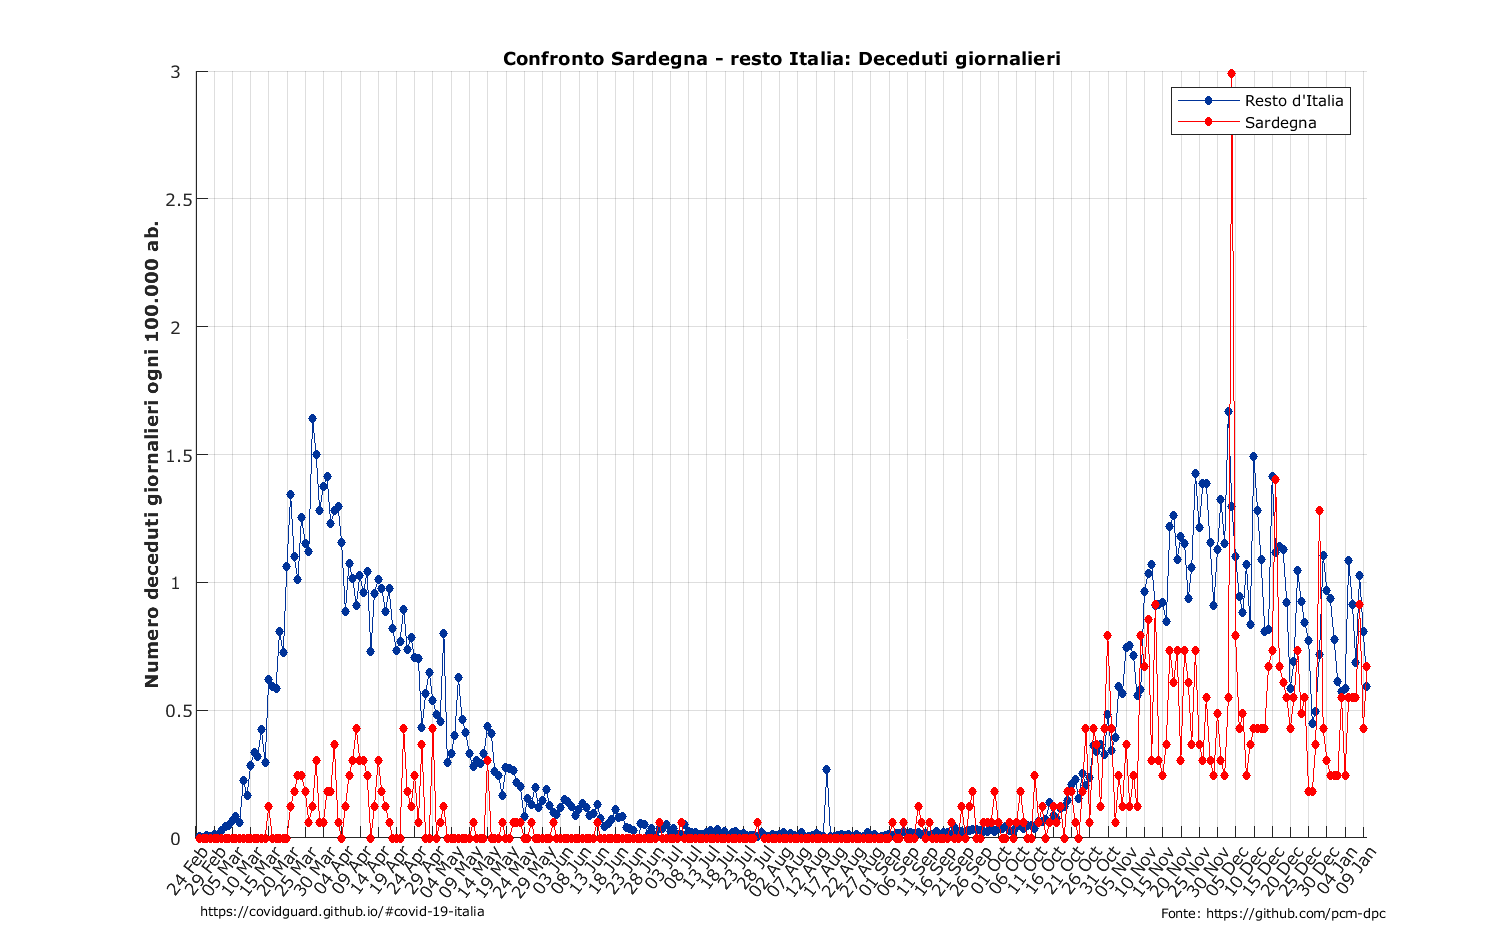 Confronto Sardegna - resto Italia: Deceduti giornalieri
Numero deceduti giornalieri ogni 100.000 ab.
3
2.5
2
1.5
1
0.5
0
Resto d'Italia
Sardegna
24 Feb
29 Feb
05 Mar
10 Mar
15 Mar
20 Mar
25 Mar
30 Mar
04 Apr
09 Apr
14 Apr
19 Apr
24 Apr
29 Apr
04 May
09 May
14 May
19 May
24 May
29 May
03 Jun
08 Jun
13 Jun
18 Jun
23 Jun
28 Jun
03 Jul
08 Jul
13 Jul
18 Jul
23 Jul
28 Jul
02 Aug
07 Aug
12 Aug
17 Aug
22 Aug
27 Aug
01 Sep
06 Sep
11 Sep
16 Sep
21 Sep
26 Sep
01 Oct
06 Oct
11 Oct
16 Oct
21 Oct
26 Oct
31 Oct
05 Nov
10 Nov
15 Nov
20 Nov
25 Nov
30 Nov
05 Dec
10 Dec
15 Dec
20 Dec
25 Dec
30 Dec
04 Jan
09 Jan
https://covidguard.github.io/#covid-19-italia
Fonte: https://github.com/pcm-dpc